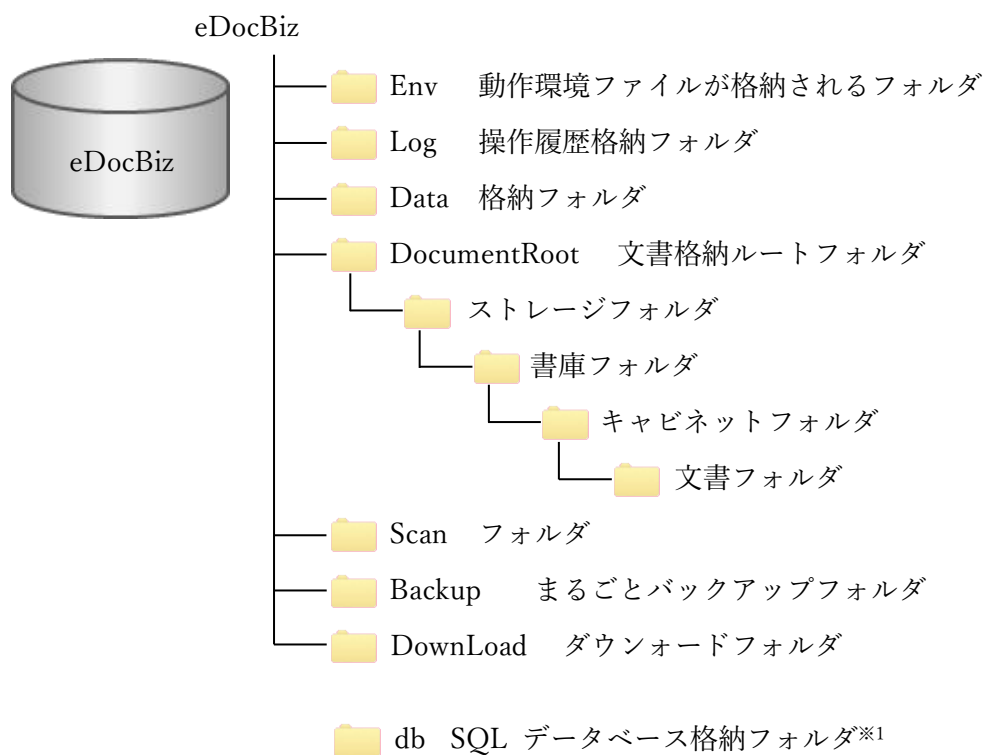 eDocBiz
eDocBiz
Env 動作環境ファイルが格納されるフォルダ
Log 操作履歴格納フォルダ
Data 格納フォルダ
DocumentRoot 文書格納ルートフォルダ
ストレージフォルダ
書庫フォルダ
キャビネットフォルダ
文書フォルダ
Scan フォルダ
Backup まるごとバックアップフォルダ
DownLoad ダウンォードフォルダ
db SQL データベース格納フォルダ※1